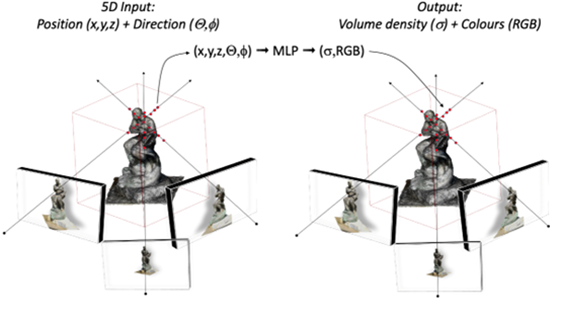 5D Input:
Position (x,y,z) + Direction (Θ,ϕ)
Output:
Volume density (σ) + Colours (RGB)
(x,y,z,Θ,ϕ) → MLP → (σ,RGB)